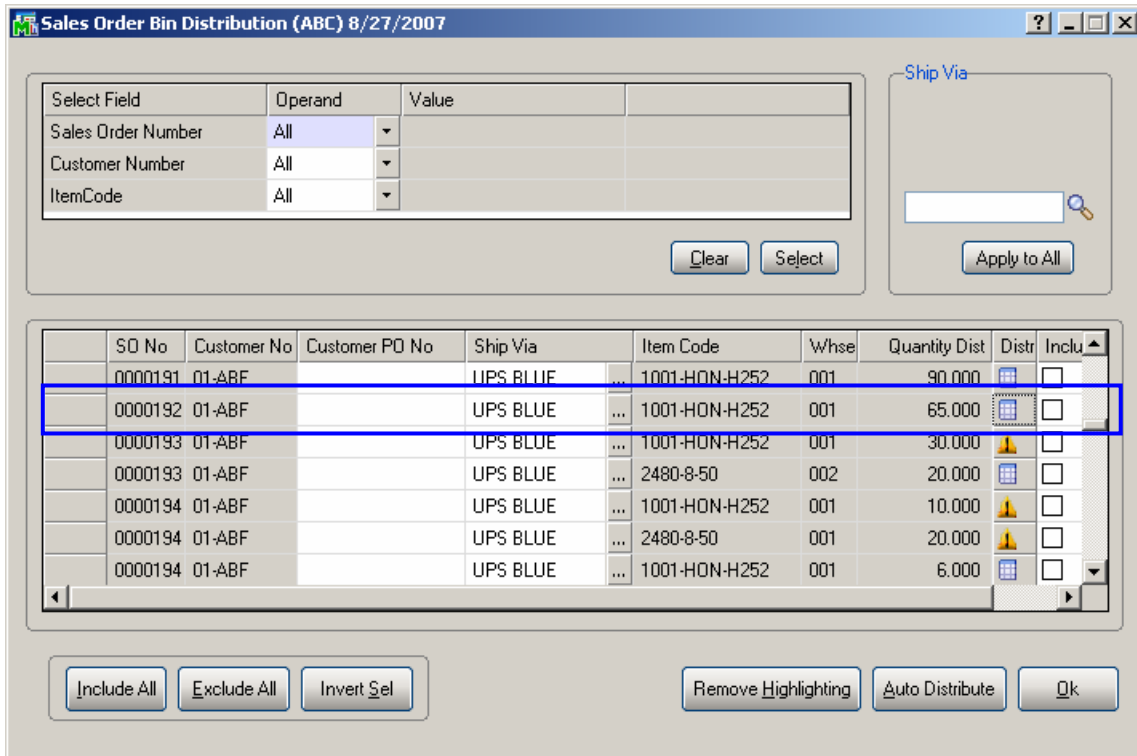 Sales Order Bin Distribution (ABC) 8/27/2007
Ship Via
Select Field Operand Value
Sales Order Number All
Customer Number All
ItemCode All
Clear Select
Apply to All
SO No Customer No Customer PO No Ship Via Item Code Whse Quantity Dist Distr Inclu
0000191 01-ABF UPS BLUE ... 1001-HON-H252 001 90.000
0000192 01-ABF UPS BLUE ... 1001-HON-H252 001 65.000
0000193 01-ABF UPS BLUE ... 1001-HON-H252 001 30.000
0000193 01-ABF UPS BLUE ... 2480-8-50 002 20.000
0000194 01-ABF UPS BLUE ... 1001-HON-H252 001 10.000
0000194 01-ABF UPS BLUE ... 2480-8-50 001 20.000
0000194 01-ABF UPS BLUE ... 1001-HON-H252 001 6.000
Include All Exclude All Invert Sel Remove Highlighting Auto Distribute Ok